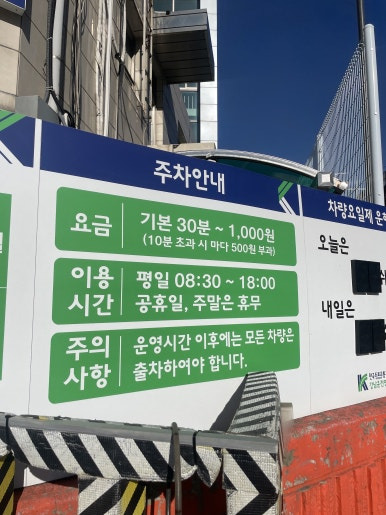 주차안내
요금
기본 30분 ~ 1,000원
(10분 초과 시 마다 500원 부과)
이용
시간
평일 08:30 ~ 18:00
공휴일, 주말은 휴무
주의
사항
운영시간 이후에는 모든 차량은
출차하여야 합니다.
차량요일제 운
오늘은
내일은